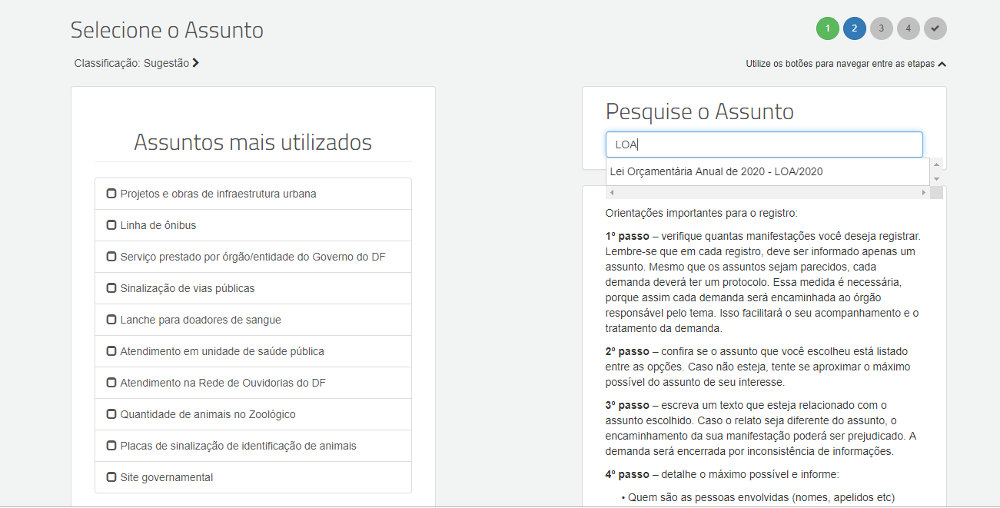 Selecione o Assunto
1 2 3 4
Classificação: Sugestão
Utilize os botões para navegar entre as etapas
Assuntos mais utilizados
Projetos e obras de infraestrutura urbana
Linha de ônibus
Serviço prestado por órgão/entidade do Governo do DF
Sinalização de vias públicas
Lanche para doadores de sangue
Atendimento em unidade de saúde pública
Atendimento na Rede de Ouvidorias do DF
Quantidade de animais no Zoológico
Placas de sinalização de identificação de animais
Site governamental
Pesquise o Assunto
LOA
Lei Orçamentária Anual de 2020 - LOA/2020
Orientações importantes para o registro:
1º passo – verifique quantas manifestações você deseja registrar.
Lembre-se que em cada registro, deve ser informado apenas um
assunto. Mesmo que os assuntos sejam parecidos, cada
demanda deverá ter um protocolo. Essa medida é necessária,
porque assim cada demanda será encaminhada ao órgão
responsável pelo tema. Isso facilitará o seu acompanhamento e o
tratamento da demanda.
2º passo – confira se o assunto que você escolheu está listado
entre as opções. Caso não esteja, tente se aproximar o máximo
possível do assunto de seu interesse.
3º passo – escreva um texto que esteja relacionado com o
assunto escolhido. Caso o relato seja diferente do assunto, o
encaminhamento da sua manifestação poderá ser prejudicado. A
demanda será encerrada por inconsistência de informações.
4º passo – detalhe o máximo possível e informe:
• Quem são as pessoas envolvidas (nomes, apelidos etc)